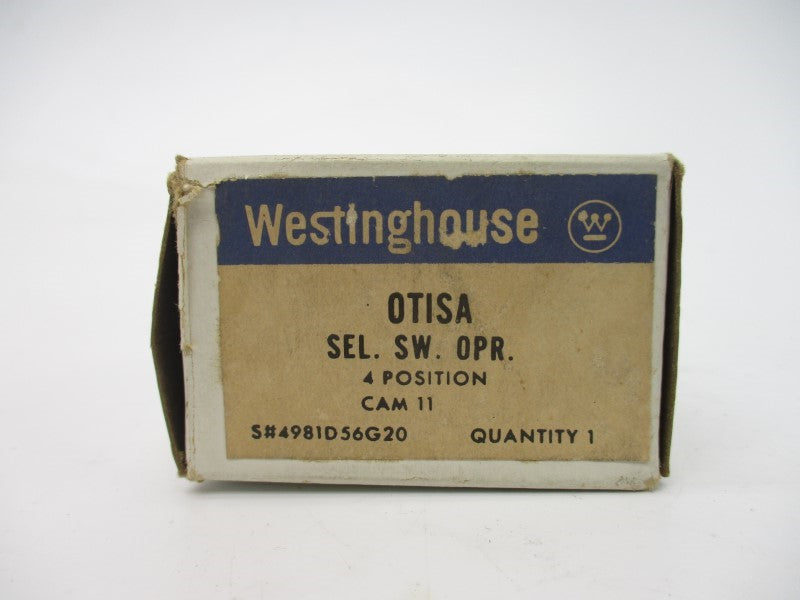 Westinghouse
OTISA
SEL. SW. OPR.
4 POSITION
CAM 11
S#4981D56G20 QUANTITY 1